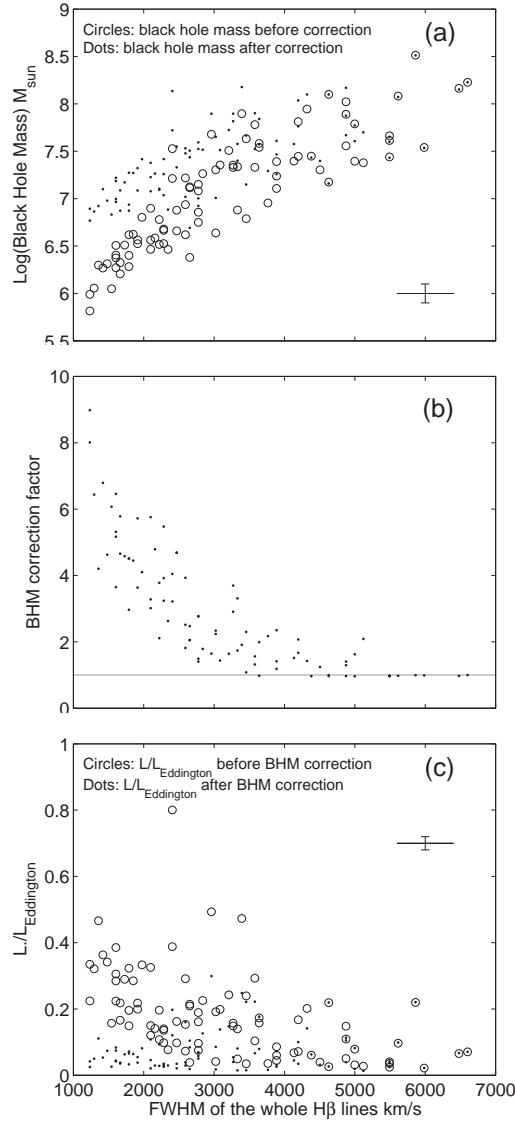 Circles: black hole mass before correction
Dots: black hole mass after correction
(a)
Log(Black Hole Mass) M_sun
9
8.5
8
7.5
7
6.5
6
5.5
(b)
BHM correction factor
10
8
6
4
2
0
Circles: L/L_Eddington before BHM correction
Dots: L/L_Eddington after BHM correction
(c)
L./L_Eddington
1
0.8
0.6
0.4
0.2
0
1000 2000 3000 4000 5000 6000 7000
FWHM of the whole Hβ lines km/s